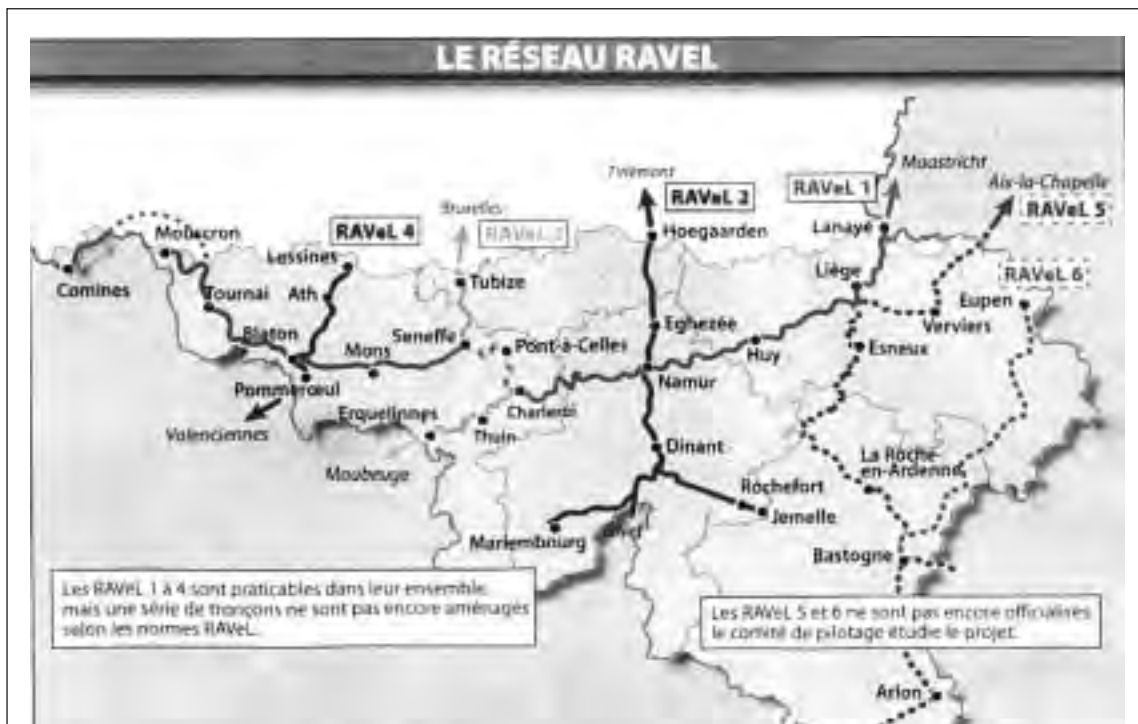 LE RÉSEAU RAVEL
Maastricht
Aix-la-Chapelle
Bruxelles
RAVeL 1
RAVeL 5
RAVeL 4
Hoegaarden
Lanaye
Mouscron
Lessines
RAVeL 6
Comines
Tubize
Liège
Tournai
Ath
Eupen
Blaton
Seneffe
Eghezée
Verviers
Mons
Pont-à-Celles
Huy
Esneux
Pommerœul
Namur
Erquelinnes
Charleroi
Valenciennes
Thuin
Dinant
La Roche-
en-Ardenne
Maubeuge
Rochefort
Jemelle
Mariembourg
Bastogne
Les RAVeL 1 à 4 sont praticables dans leur ensemble,
mais une série de tronçons ne sont pas encore aménagés
selon les normes RAVeL.
Les RAVeL 5 et 6 ne sont pas encore officialisés
le comité de pilotage étudie le projet.
Arlon